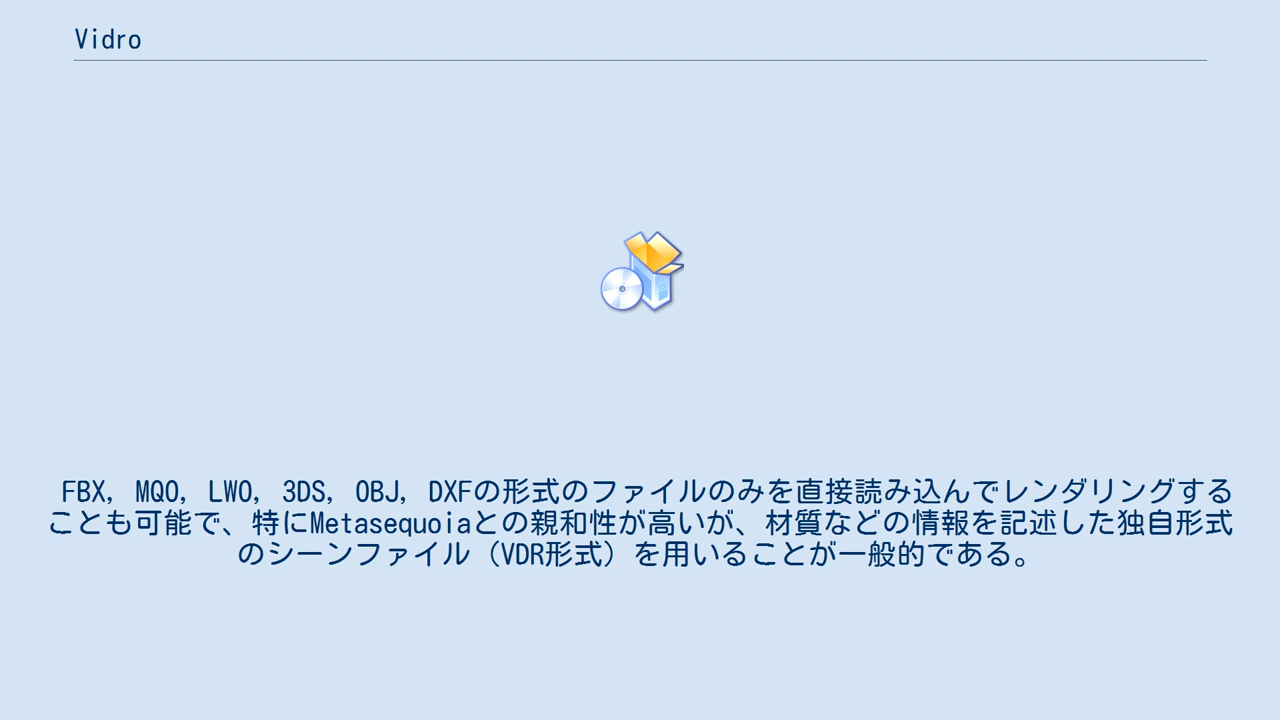 Vidro
FBX, MQO, LWO, 3DS, OBJ, DXFの形式のファイルのみを直接読み込んでレンダリングする
ことも可能で、特にMetasequoiaとの親和性が高いが、材質などの情報を記述した独自形式
のシーンファイル（VDR形式）を用いることが一般的である。